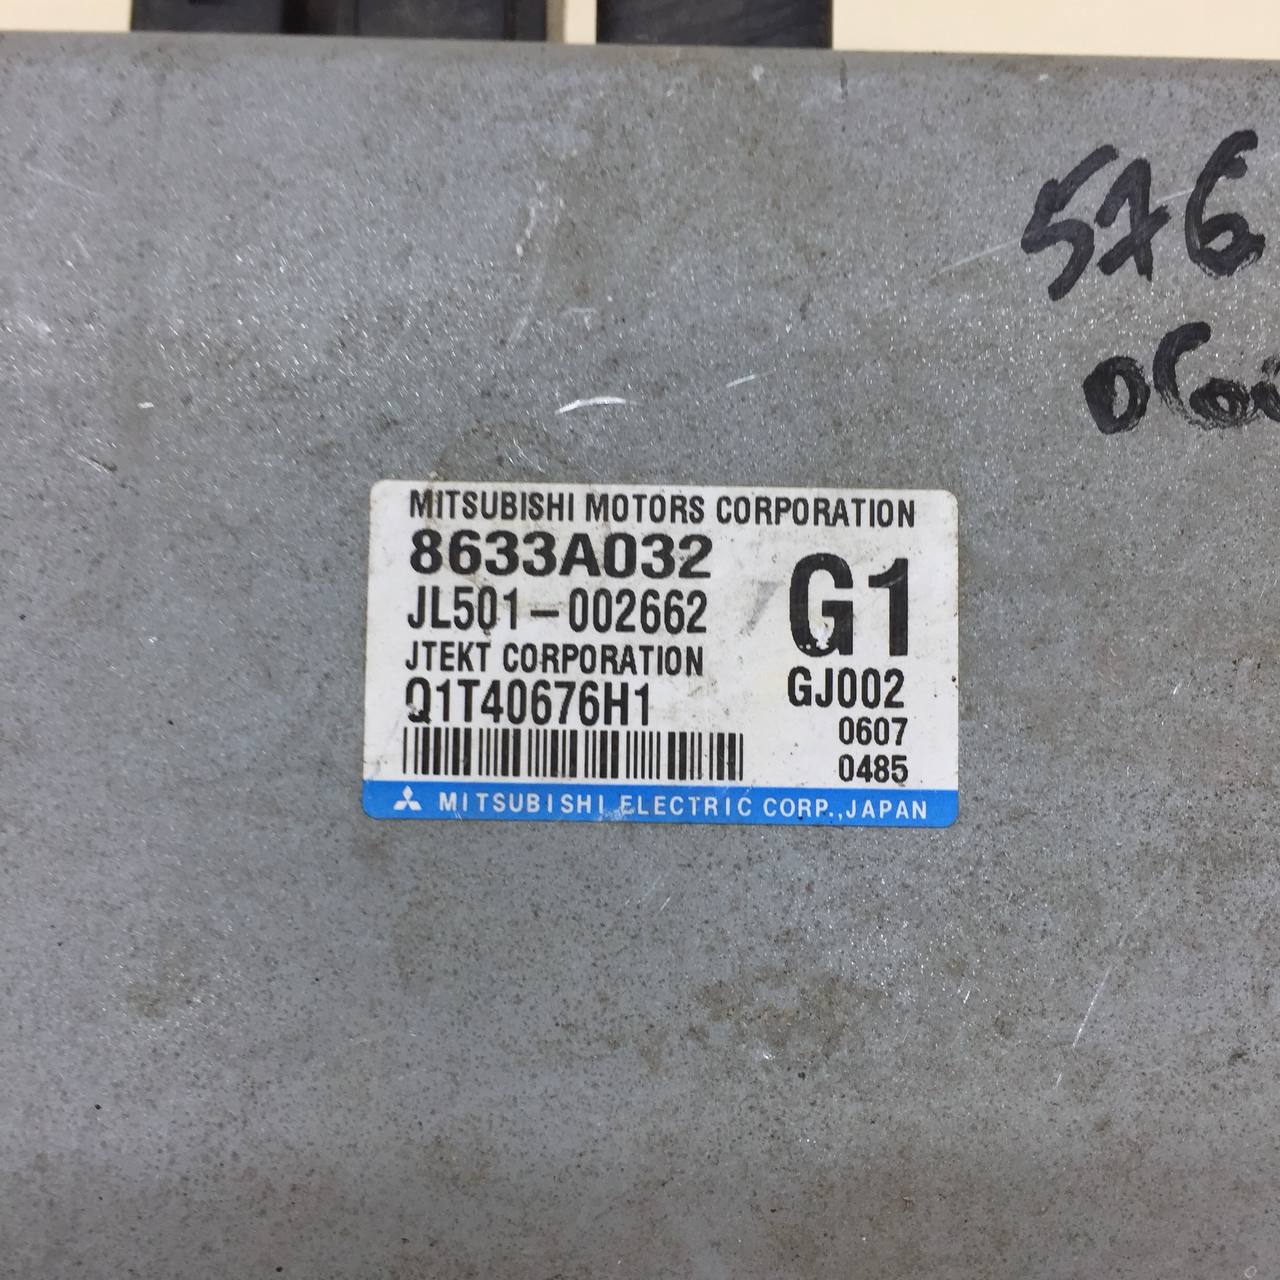 576
MITSUBISHI MOTORS CORPORATION
8633A032
G1
JL501-002662
JTEKT CORPORATION
GJ002
Q1T40676H1
0607
0485
MITSUBISHI ELECTRIC CORP.,JAPAN